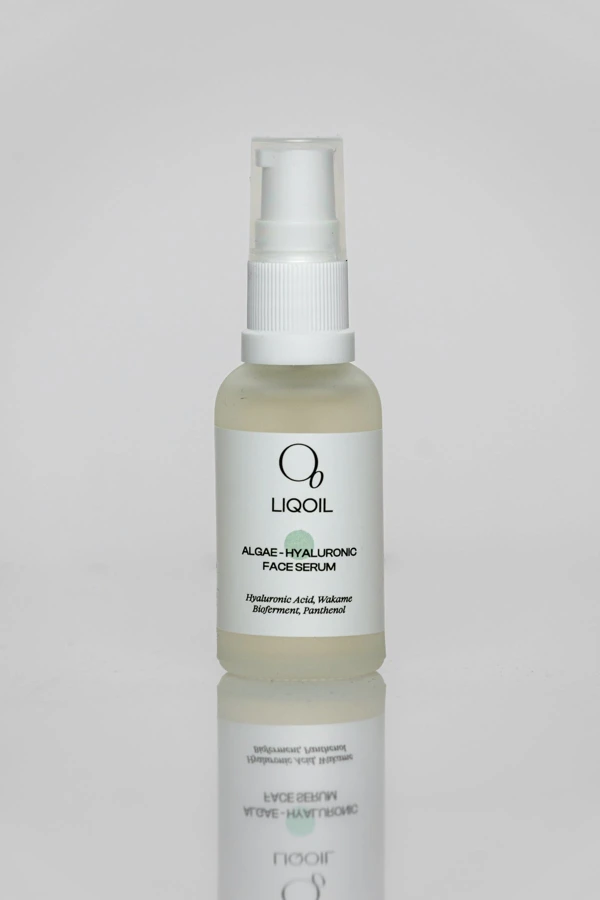 LIQOIL
ALGAE - HYALURONIC
FACE SERUM
Hyaluronic Acid, Wakame
Bioferment, Panthenol